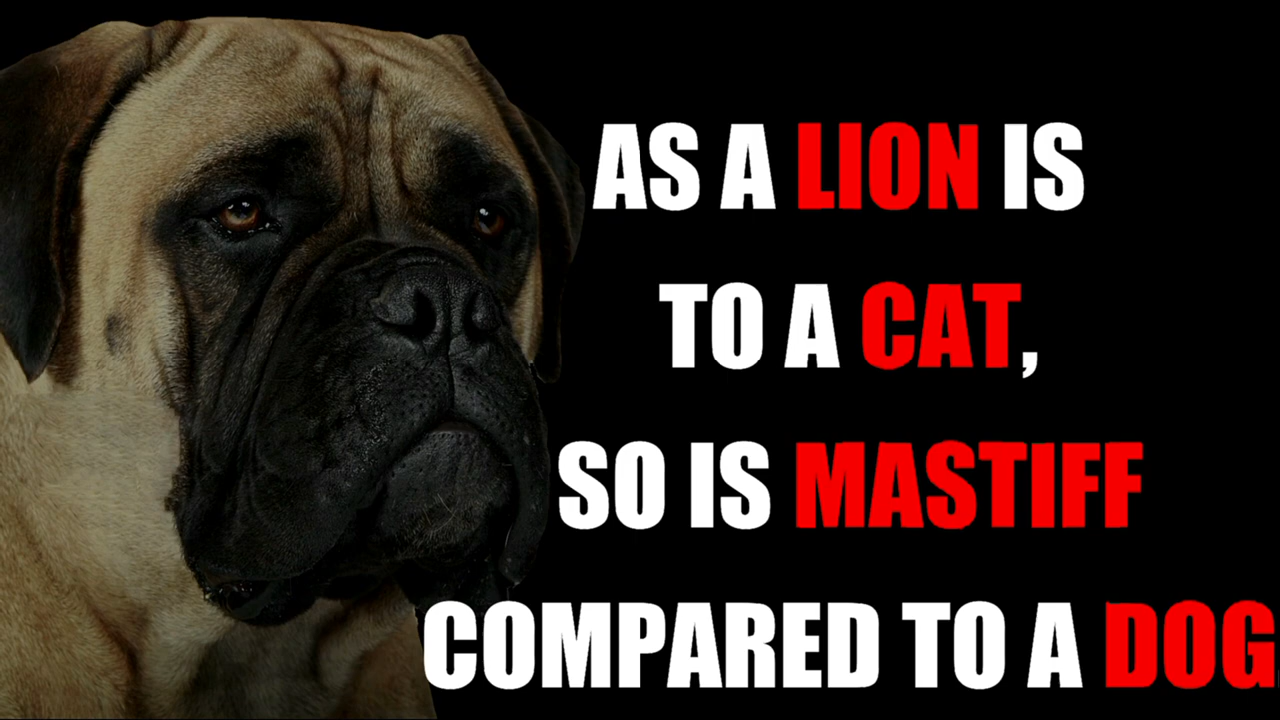 AS A LION IS
TO A CAT,
SO IS MASTIFF
COMPARED TO A DOG